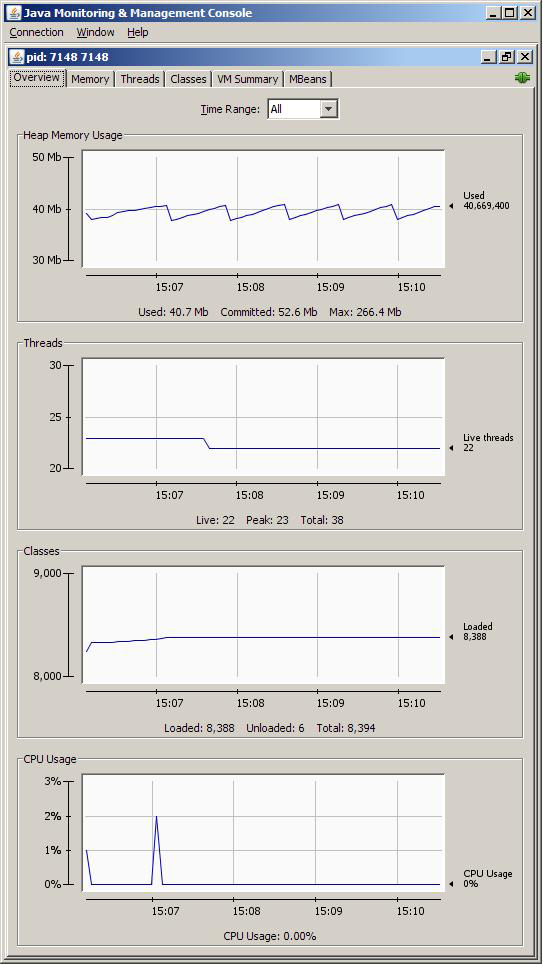 Java Monitoring & Management Console
Connection Window Help
pid: 7148 7148
Overview Memory Threads Classes VM Summary MBeans
Time Range: All
Heap Memory Usage
50 Mb
40 Mb
30 Mb
Used
40,669,400
15:07 15:08 15:09 15:10
Used: 40.7 Mb Committed: 52.6 Mb Max: 266.4 Mb
Threads
30
25
20
Live threads
22
15:07 15:08 15:09 15:10
Live: 22 Peak: 23 Total: 38
Classes
9,000
8,000
Loaded
8,388
15:07 15:08 15:09 15:10
Loaded: 8,388 Unloaded: 6 Total: 8,394
CPU Usage
3%
2%
1%
0%
CPU Usage
0%
15:07 15:08 15:09 15:10
CPU Usage: 0.00%